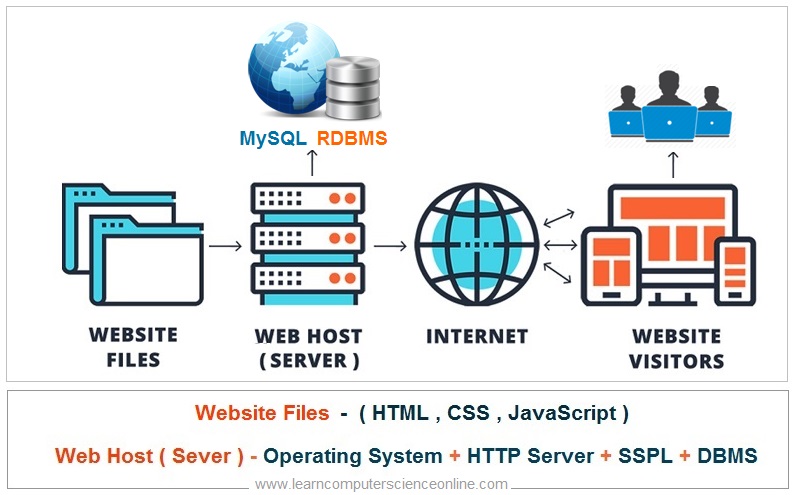 MySQL RDBMS
WEBSITE
FILES
WEB HOST
( SERVER )
INTERNET
WEBSITE
VISITORS
Website Files - ( HTML , CSS , JavaScript )
Web Host ( Sever ) - Operating System + HTTP Server + SSPL + DBMS
www.learncomputerscienceonline.com